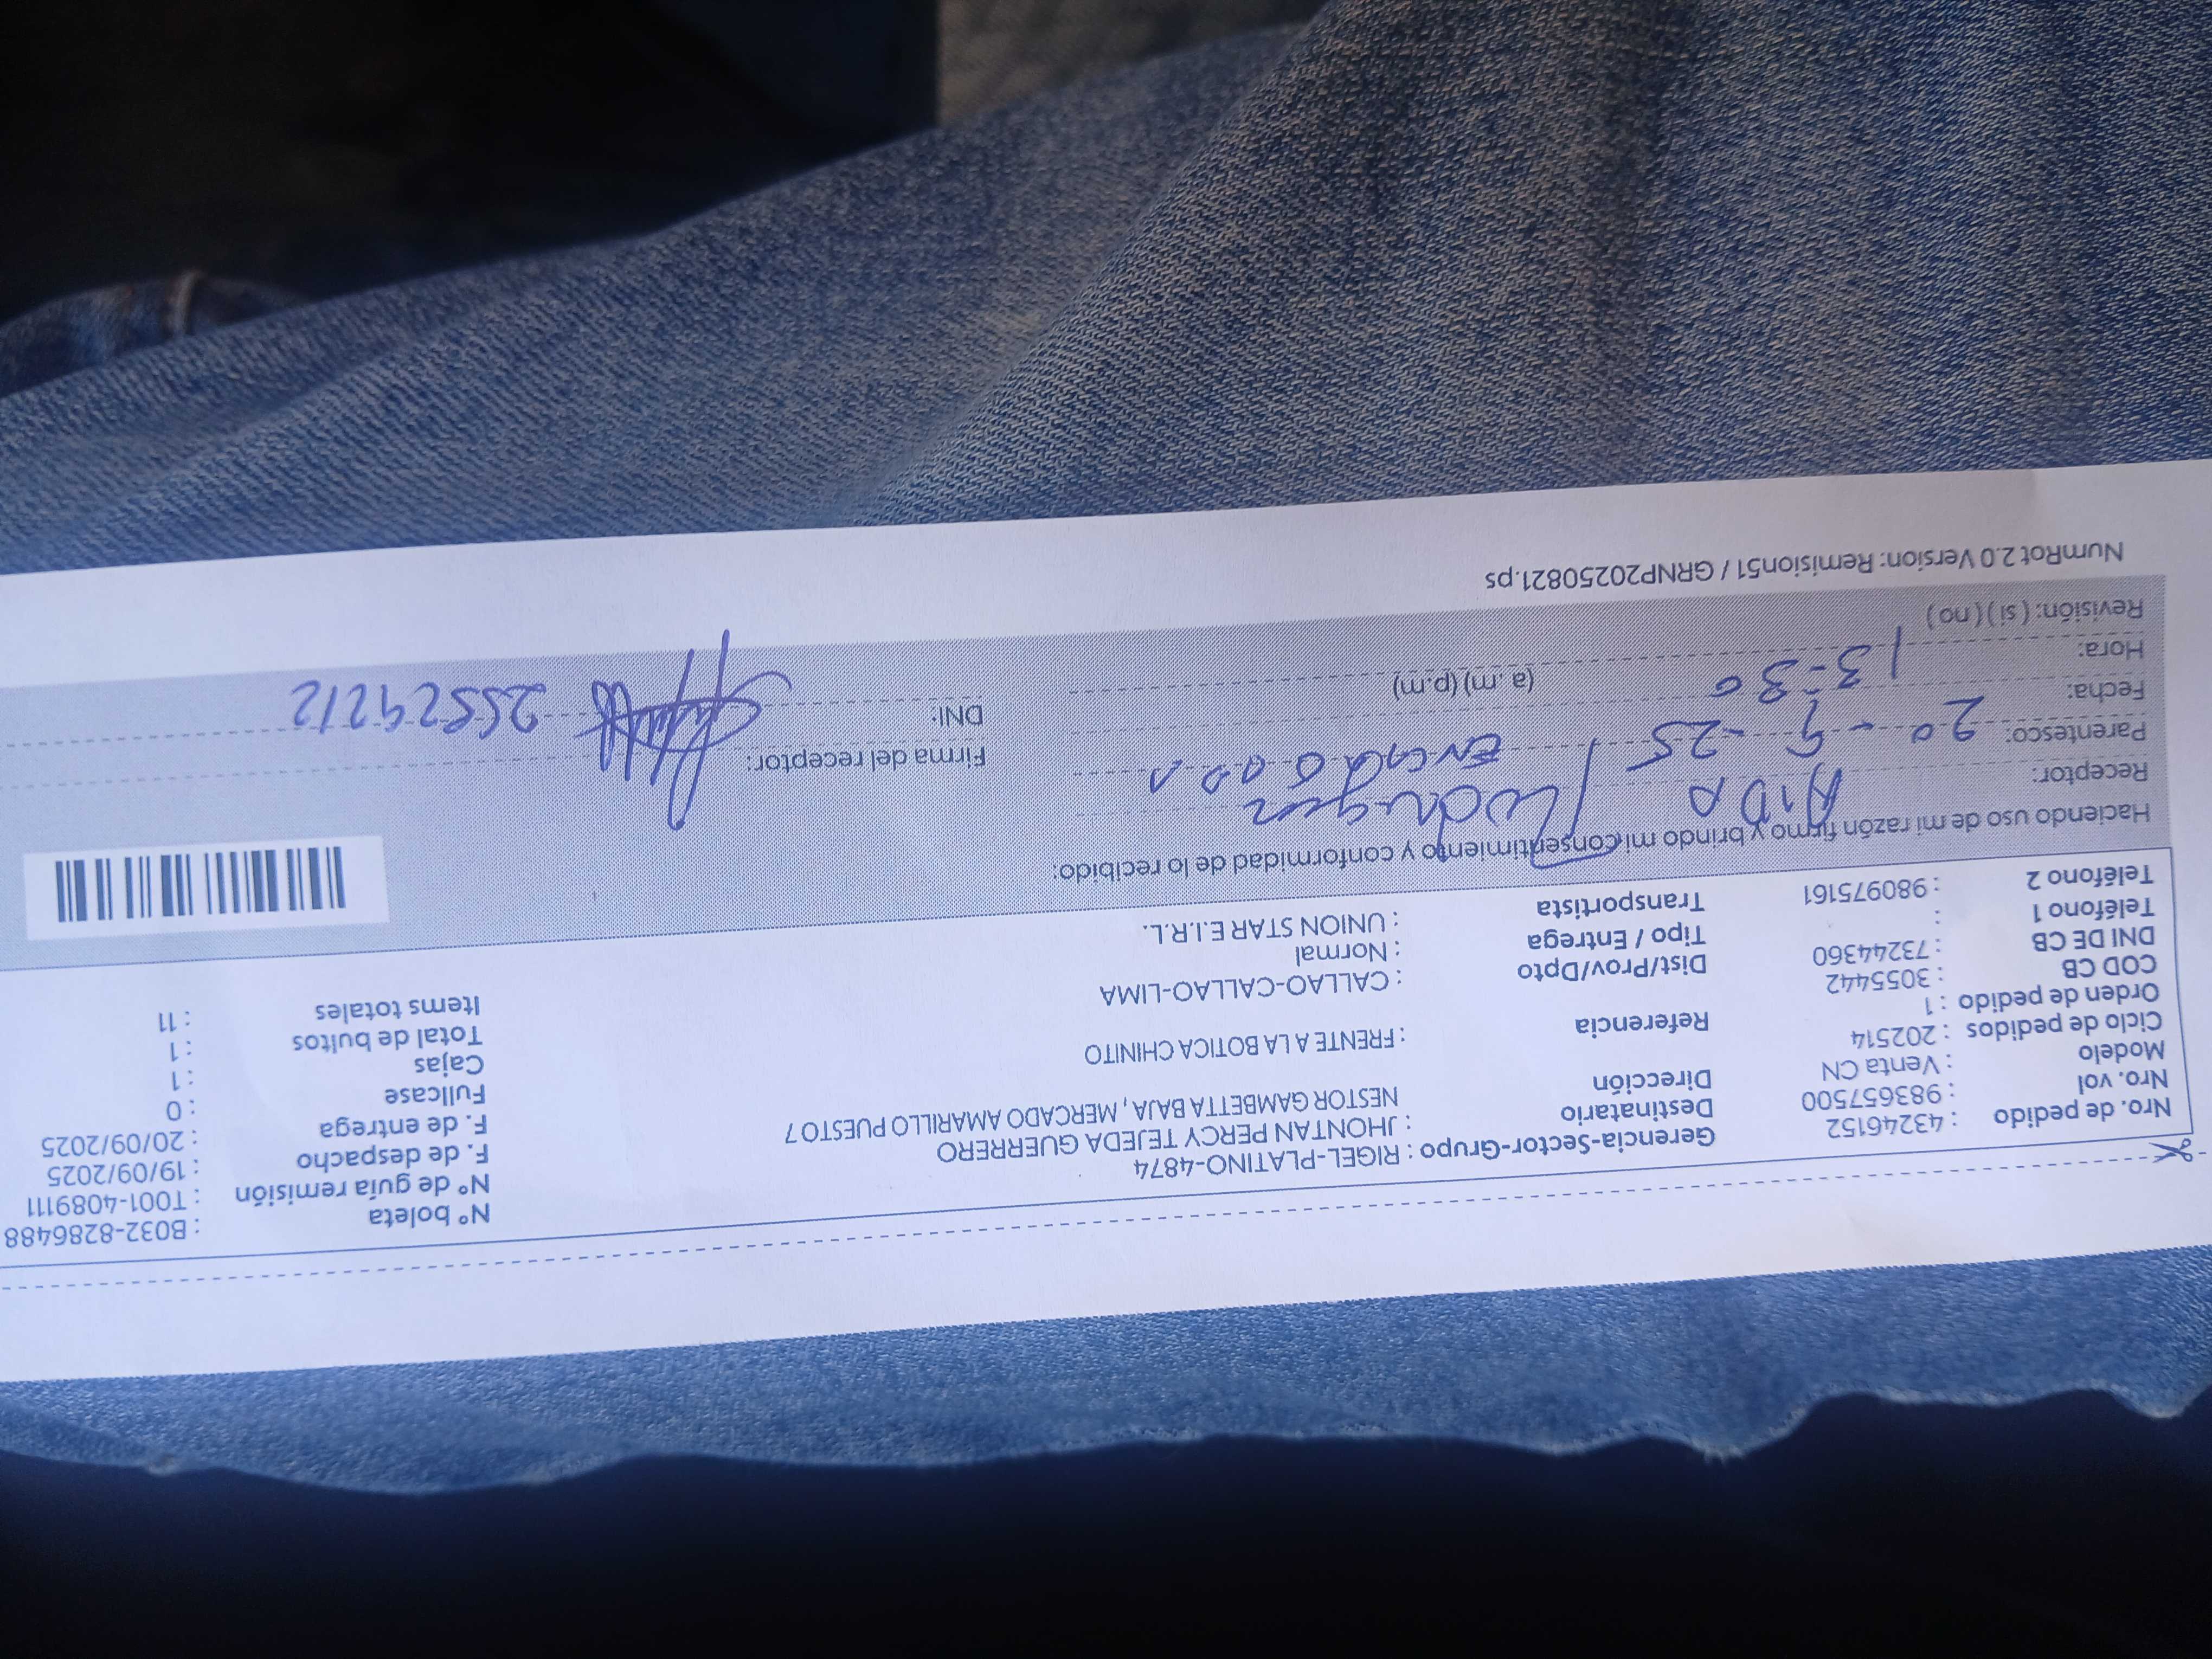 Nro. de pedido : 43246152
Nro. vol : 983657500
Modelo : Venta CN
Ciclo de pedidos : 202514
Orden de pedido : 1
COD CB : 3055442
DNI DE CB : 73244360
Teléfono 1 :
Teléfono 2 : 980975161
Gerencia-Sector-Grupo : RIGEL-PLATINO-4874
Destinatario : JHONTAN PERCY TEJEDA GUERRERO
Dirección NESTOR GAMBETTA BAJA, MERCADO AMARILLO PUESTO 7
Referencia : FRENTE A LA BOTICA CHINITO
Dist/Prov/Dpto : CALLAO-CALLAO-LIMA
Tipo / Entrega : Normal
Transportista : UNION STAR E.I.R.L.
N° boleta : B032-8286488
N° de guía remisión : T001-4089111
F. de despacho : 19/09/2025
F. de entrega : 20/09/2025
Fullcase : 0
Cajas : 1
Total de bultos : 1
Items totales : 11
Haciendo uso de mi razón firmo y brindo mi consentimiento y conformidad de lo recibido:
Receptor: AIDA
Parentesco:
Fecha: 20-9-25
Hora: 13-30 (a.m) (p.m)
Revisión: ( si ) ( no )
Firma del receptor:
DNI: 25829212
NumRot 2.0 Version: Remision51 / GRNP20250821.ps